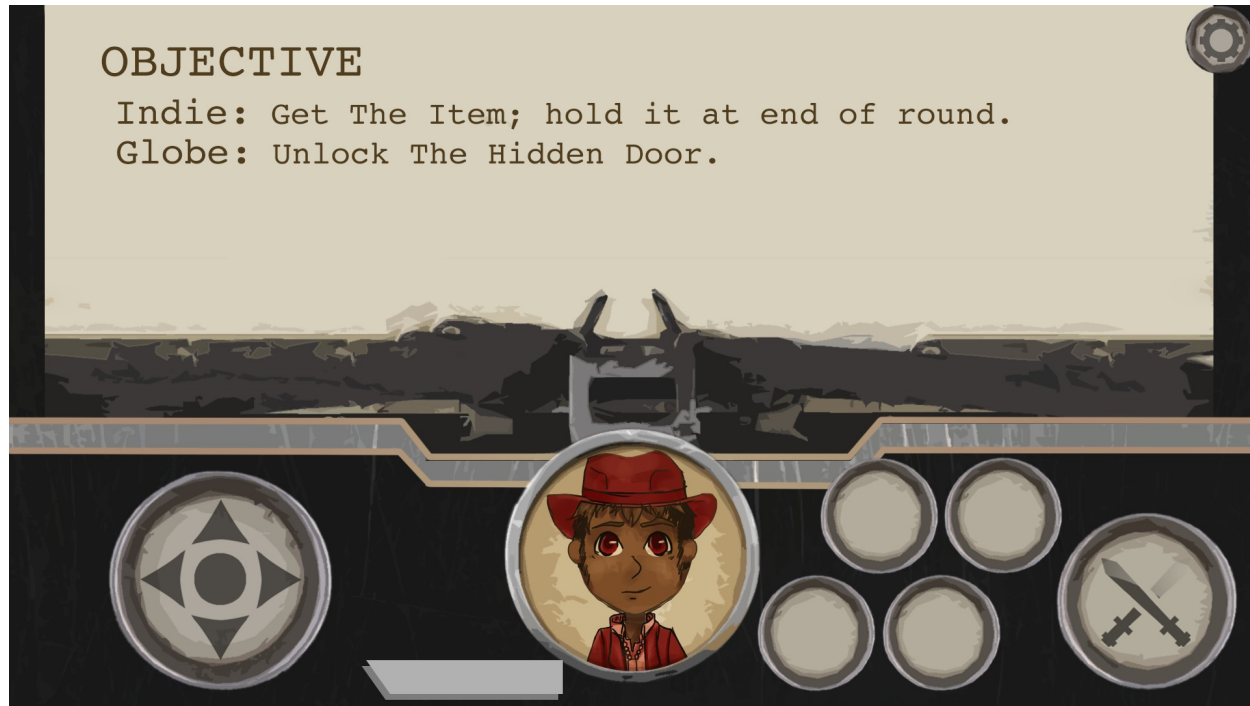 OBJECTIVE
Indie: Get The Item; hold it at end of round.
Globe: Unlock The Hidden Door.